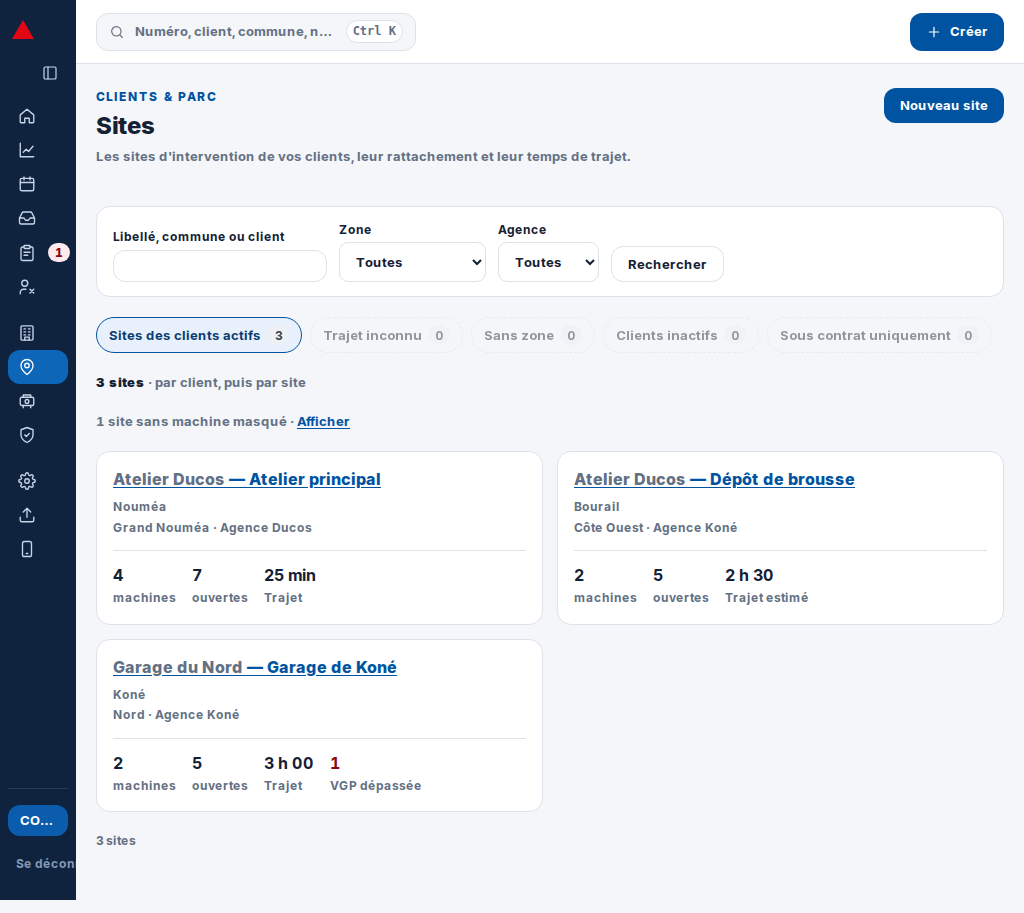 Numéro, client, commune, n… Ctrl K
Créer
CLIENTS & PARC
Sites
Les sites d'intervention de vos clients, leur rattachement et leur temps de trajet.
Nouveau site
1
Libellé, commune ou client
Zone
Toutes
Agence
Toutes
Rechercher
Sites des clients actifs 3
Trajet inconnu 0
Sans zone 0
Clients inactifs 0
Sous contrat uniquement 0
3 sites · par client, puis par site
1 site sans machine masqué · Afficher
Atelier Ducos — Atelier principal
Nouméa
Grand Nouméa · Agence Ducos
4 7 25 min
machines ouvertes Trajet
Atelier Ducos — Dépôt de brousse
Bourail
Côte Ouest · Agence Koné
2 5 2 h 30
machines ouvertes Trajet estimé
Garage du Nord — Garage de Koné
Koné
Nord · Agence Koné
2 5 3 h 00 1
machines ouvertes Trajet VGP dépassée
3 sites
CO…
Se décon